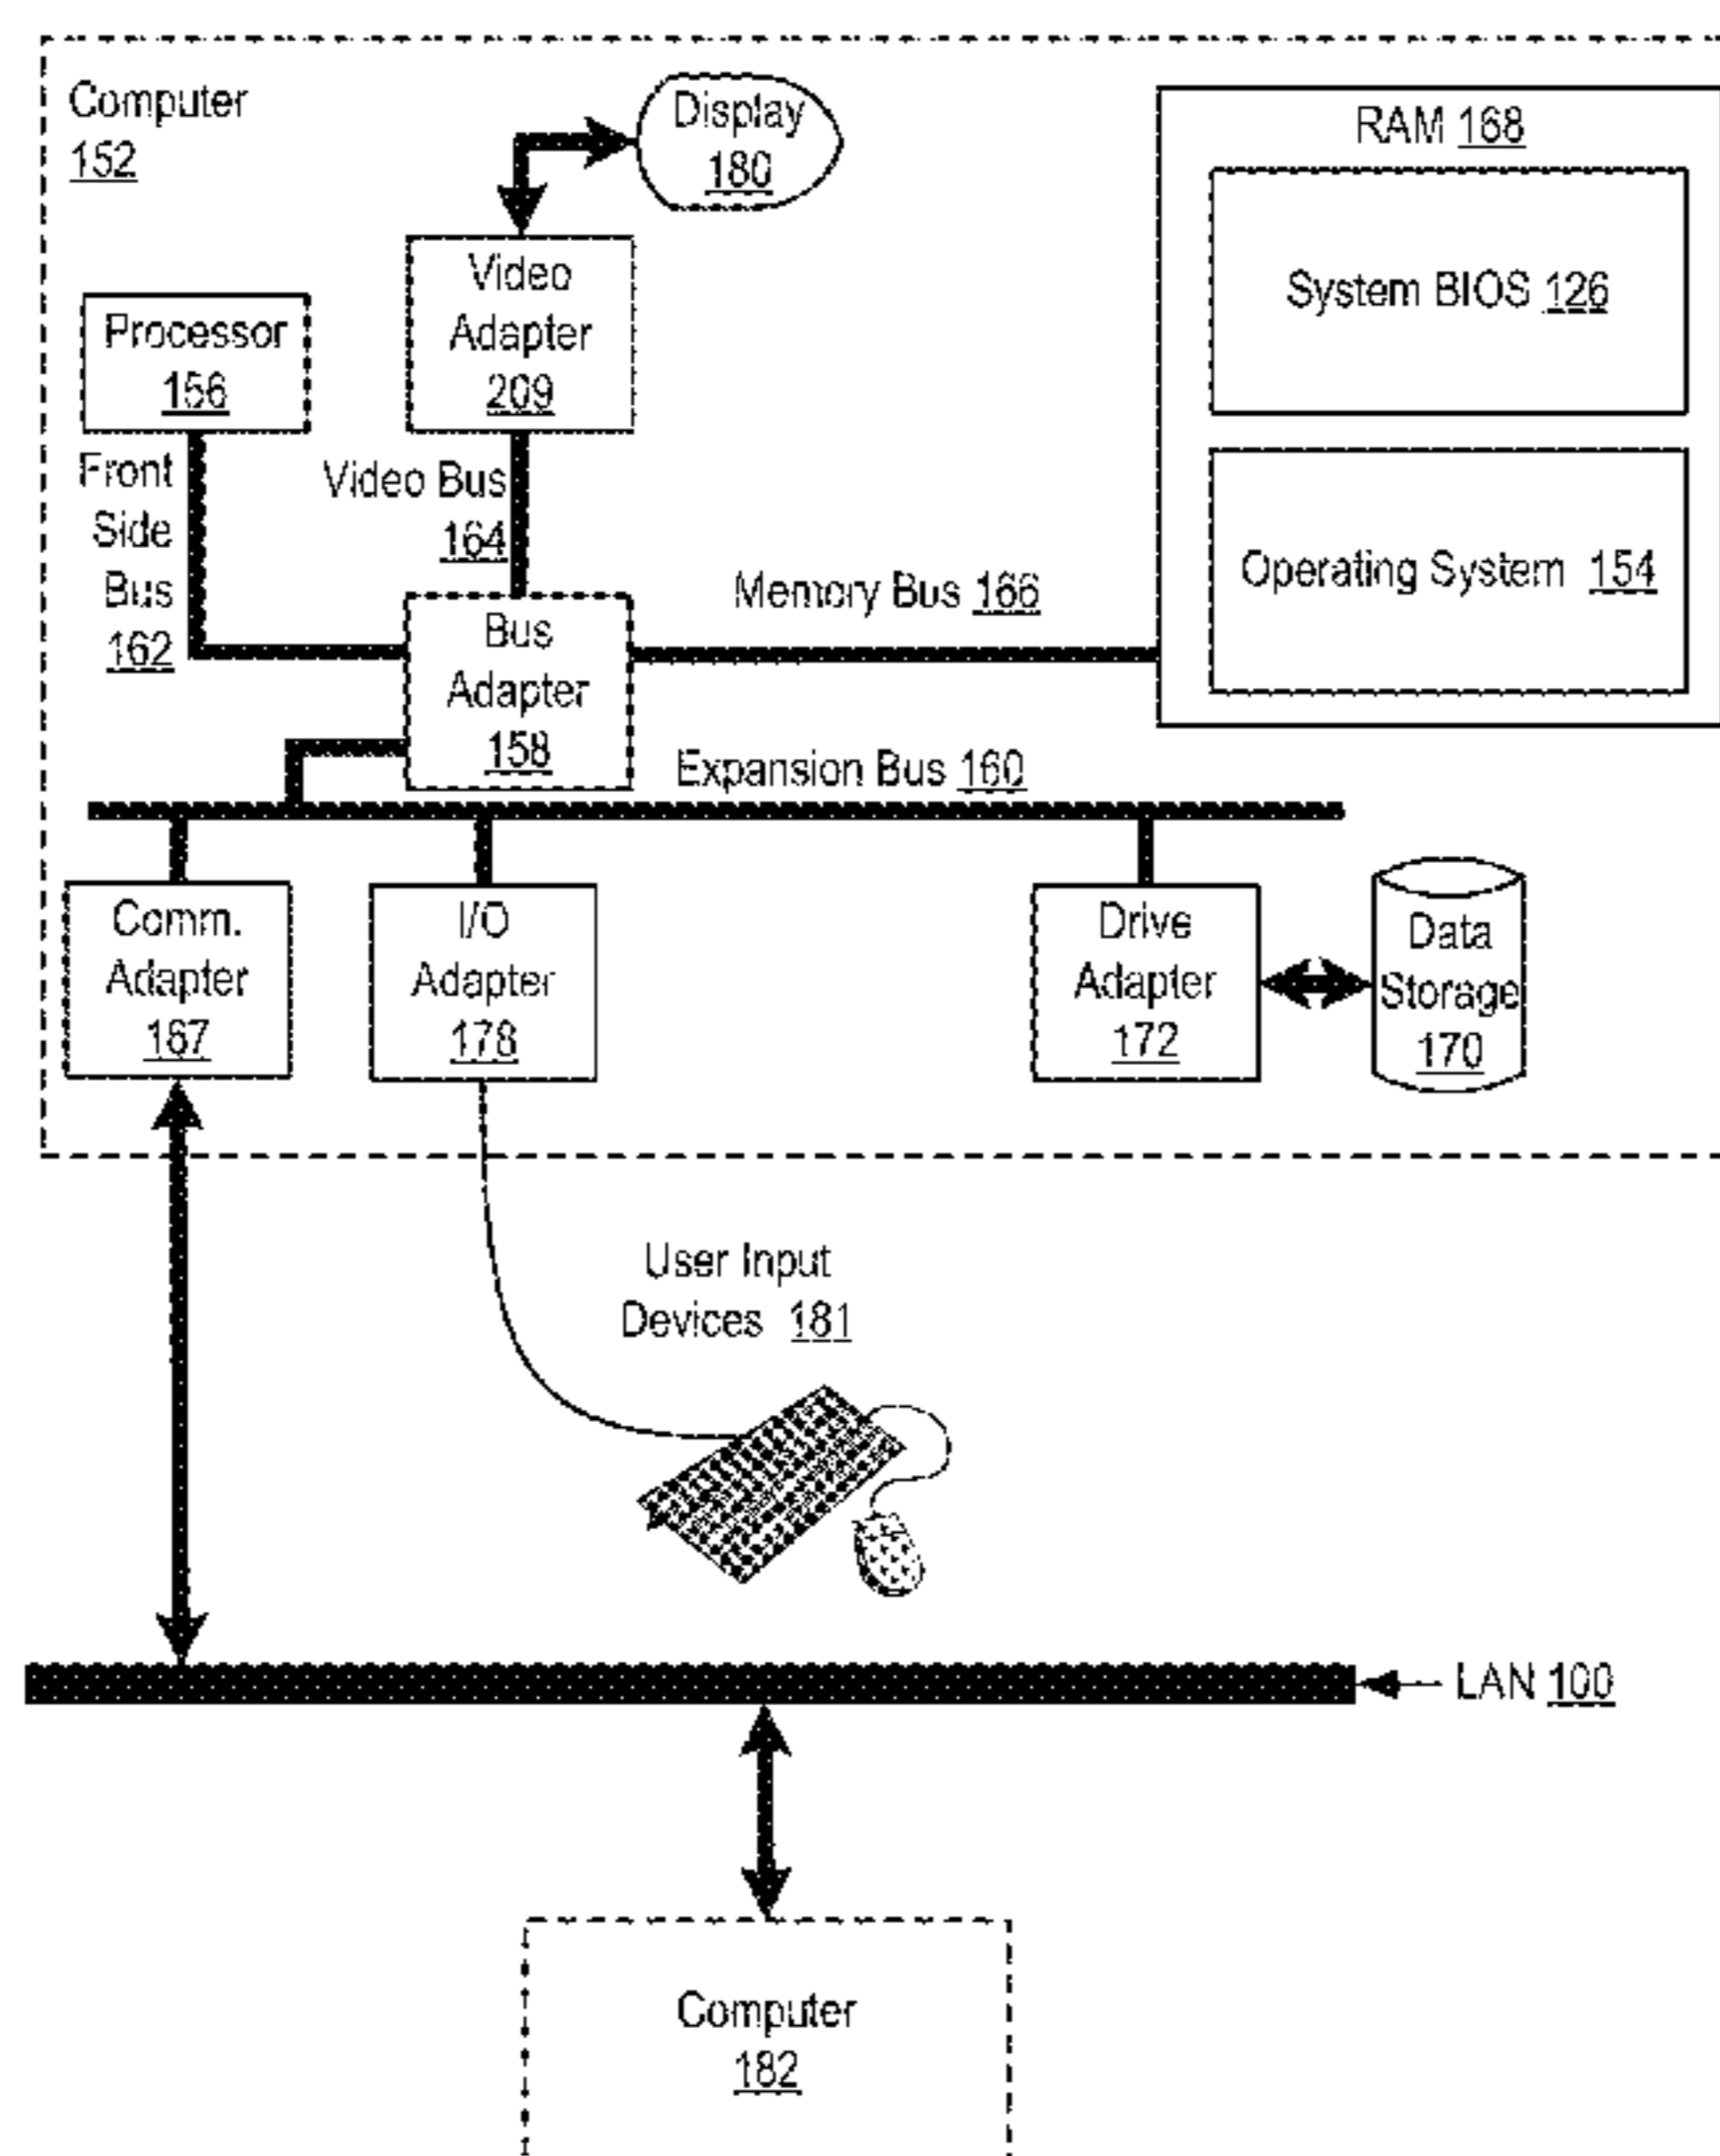 Computer
152
Display
180
RAM 168
System BIOS 126
Operating System 154
Video
Adapter
209
Processor
156
Front
Side
Bus
162
Video Bus
164
Bus
Adapter
158
Memory Bus 166
Expansion Bus 160
Comm.
Adapter
167
I/O
Adapter
178
Drive
Adapter
172
Data
Storage
170
User Input
Devices 181
LAN 100
Computer
182